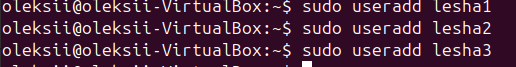 oleksii@oleksii-VirtualBox:~$ sudo useradd lesha1
oleksii@oleksii-VirtualBox:~$ sudo useradd lesha2
oleksii@oleksii-VirtualBox:~$ sudo useradd lesha3